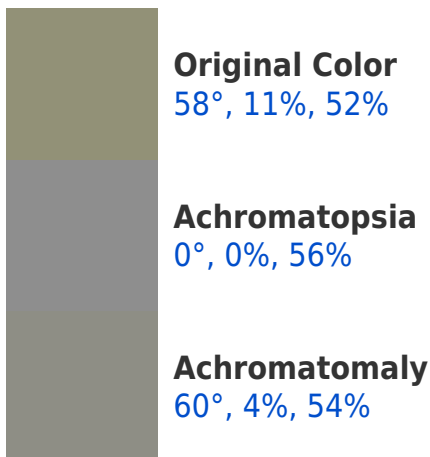 Original Color
58°, 11%, 52%
Achromatopsia
0°, 0%, 56%
Achromatomaly
60°, 4%, 54%